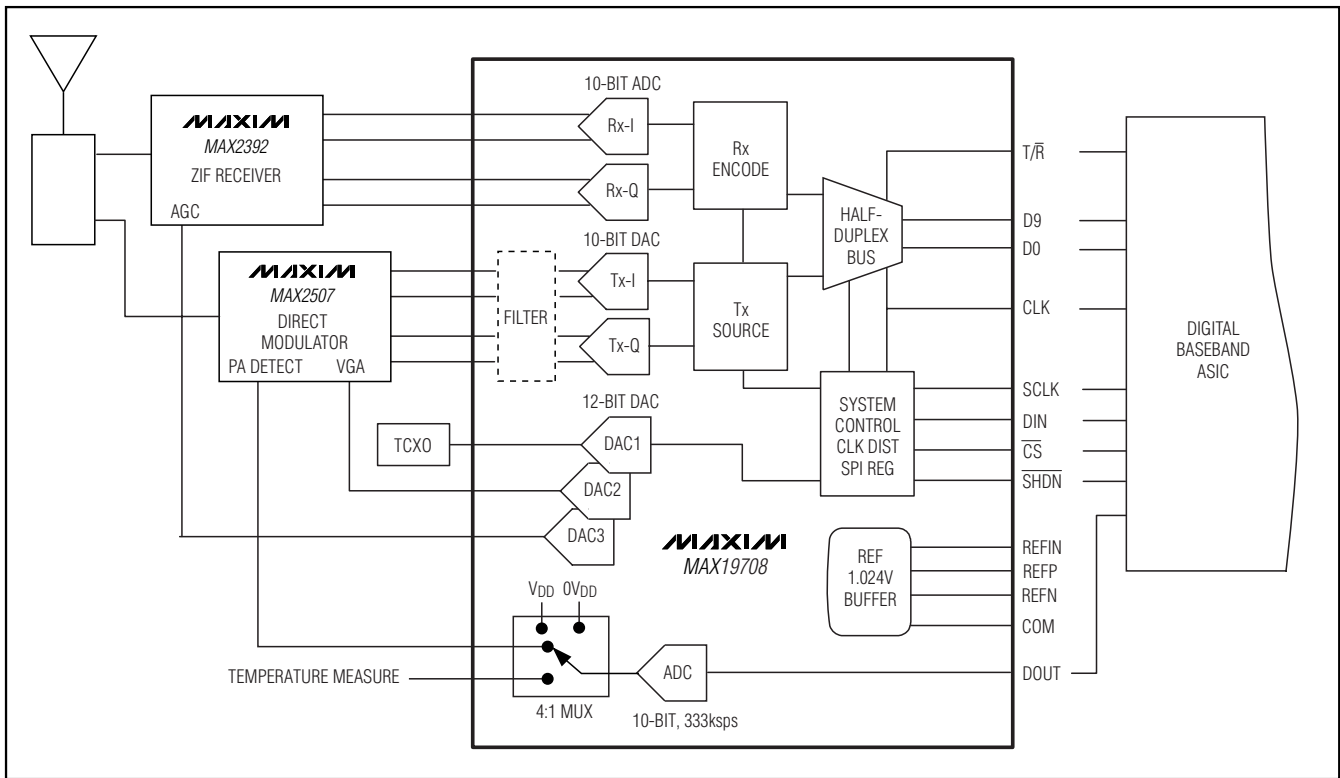 10-BIT ADC
MAXIM
MAX2392
ZIF RECEIVER
AGC
Rx-I
Rx-Q
Rx
ENCODE
T/R̅
HALF-
DUPLEX
BUS
D9
D0
10-BIT DAC
MAXIM
MAX2507
DIRECT
MODULATOR
PA DETECT VGA
FILTER
Tx-I
Tx-Q
Tx
SOURCE
CLK
DIGITAL
BASEBAND
ASIC
12-BIT DAC
TCXO
DAC1
DAC2
DAC3
SYSTEM
CONTROL
CLK DIST
SPI REG
SCLK
DIN
C̅S̅
S̅H̅D̅N̅
MAXIM
MAX19708
REF
1.024V
BUFFER
REFIN
REFP
REFN
COM
VDD 0VDD
TEMPERATURE MEASURE
4:1 MUX
ADC
10-BIT, 333ksps
DOUT